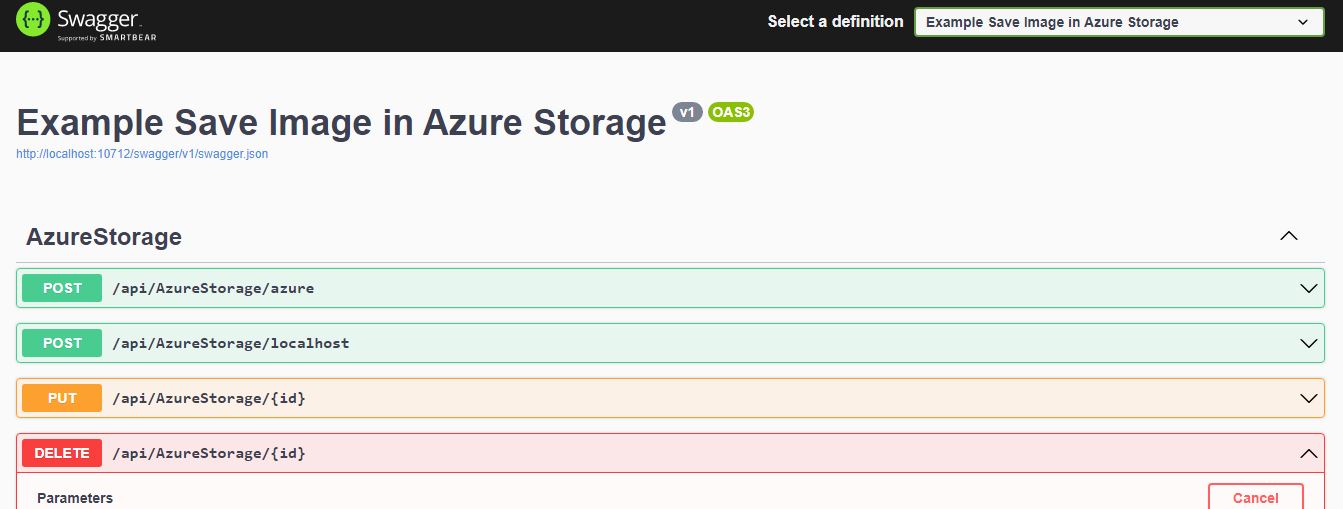 Swagger
Supported by SMARTBEAR
Select a definition
Example Save Image in Azure Storage
Example Save Image in Azure Storage v1 OAS3
http://localhost:10712/swagger/v1/swagger.json
AzureStorage
POST /api/AzureStorage/azure
POST /api/AzureStorage/localhost
PUT /api/AzureStorage/{id}
DELETE /api/AzureStorage/{id}
Parameters
Cancel